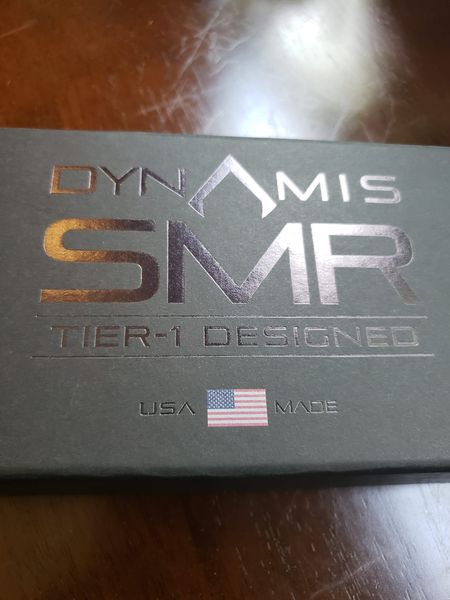 DYNAMIS
SMR
TIER-1 DESIGNED
USA MADE